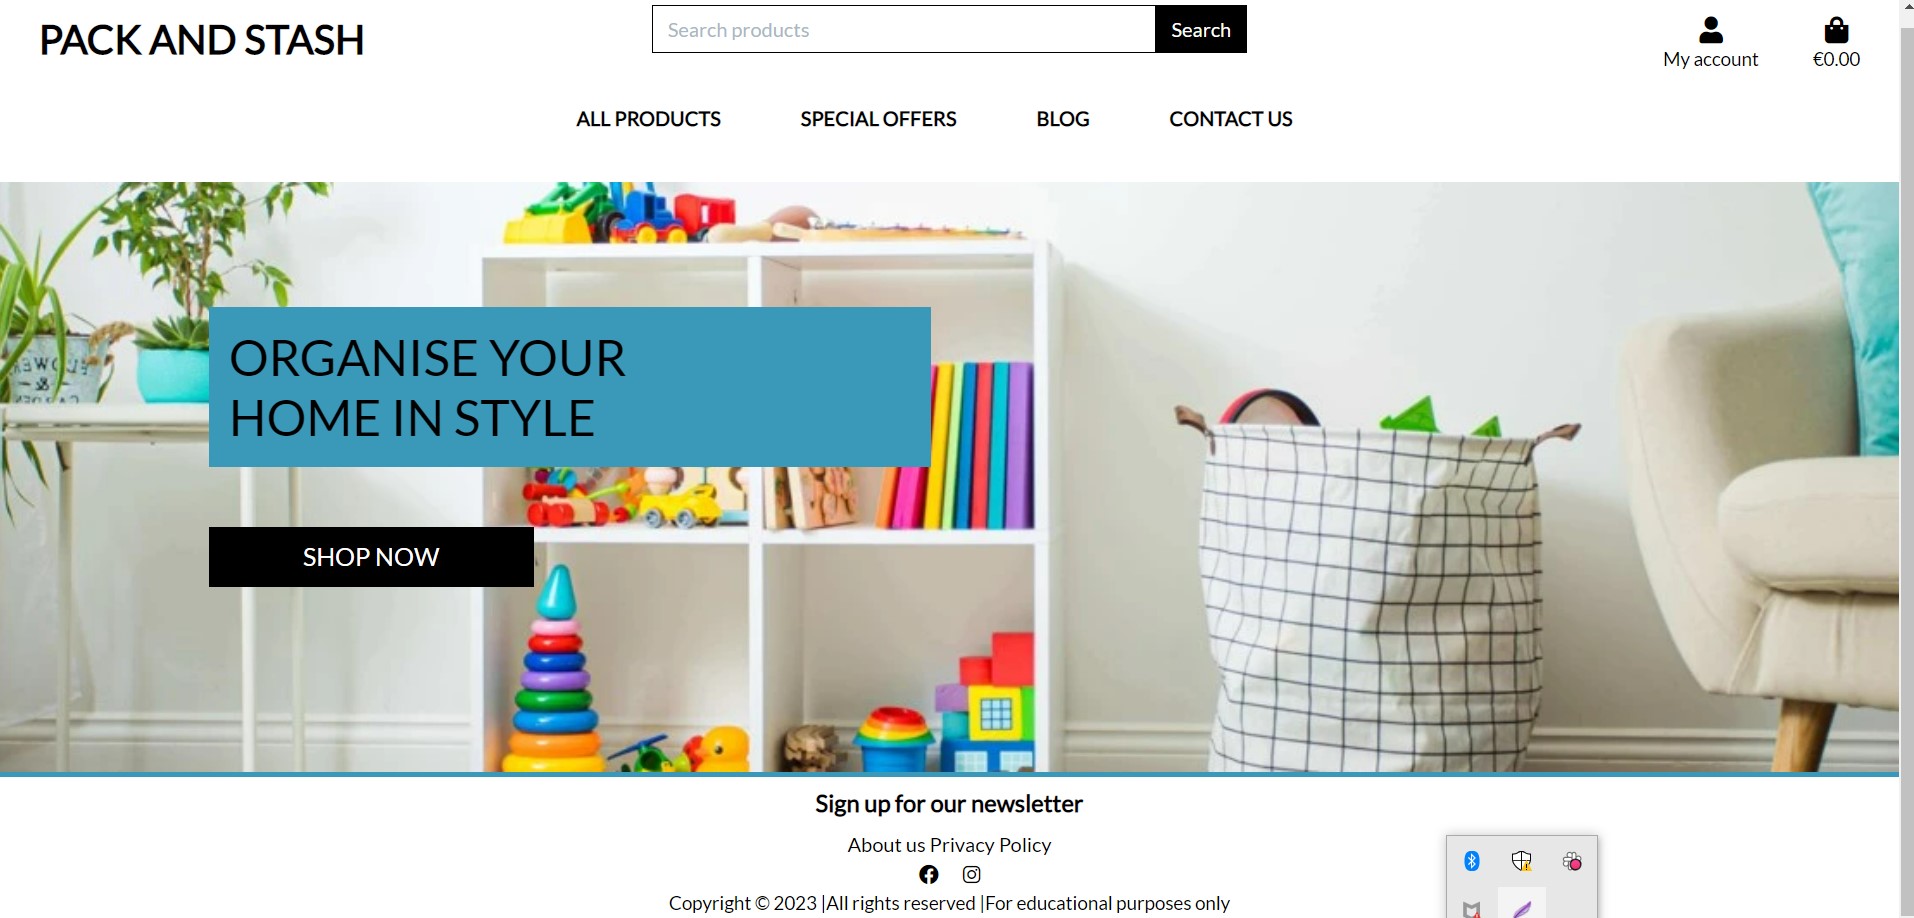 PACK AND STASH
Search products
Search
My account
€0.00
ALL PRODUCTS
SPECIAL OFFERS
BLOG
CONTACT US
ORGANISE YOUR
HOME IN STYLE
SHOP NOW
Sign up for our newsletter
About us Privacy Policy
Copyright © 2023 |All rights reserved |For educational purposes only